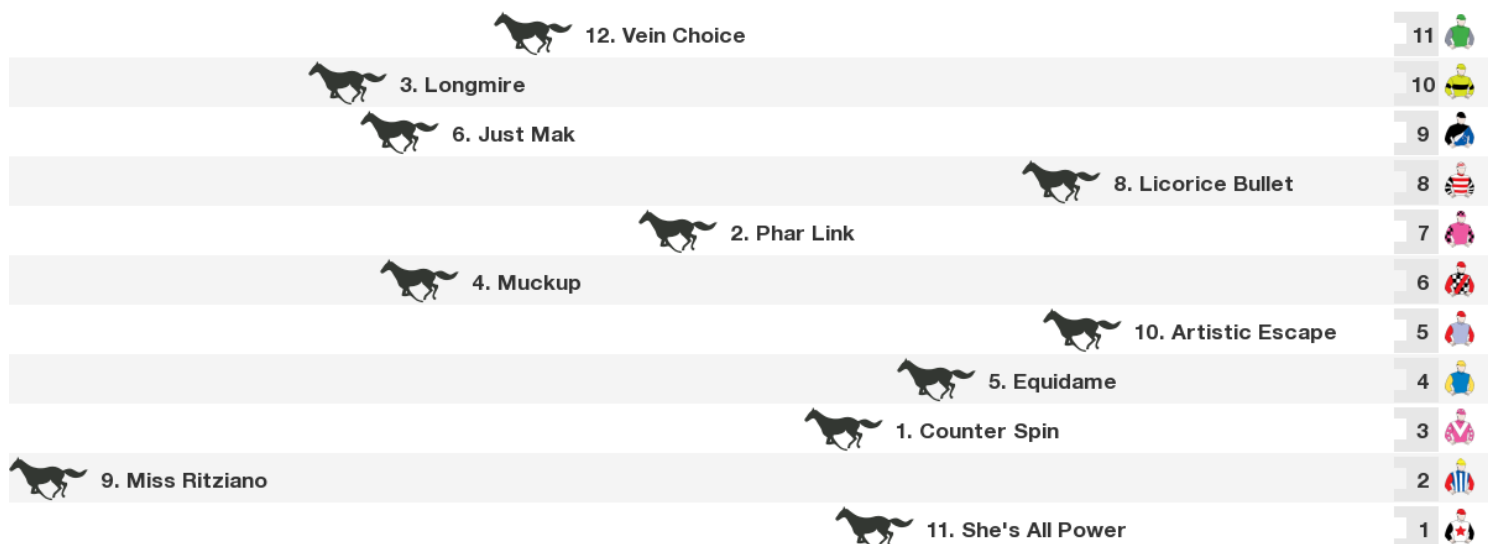 12. Vein Choice 11
3. Longmire 10
6. Just Mak 9
8. Licorice Bullet 8
2. Phar Link 7
4. Muckup 6
10. Artistic Escape 5
5. Equidame 4
1. Counter Spin 3
9. Miss Ritziano 2
11. She's All Power 1